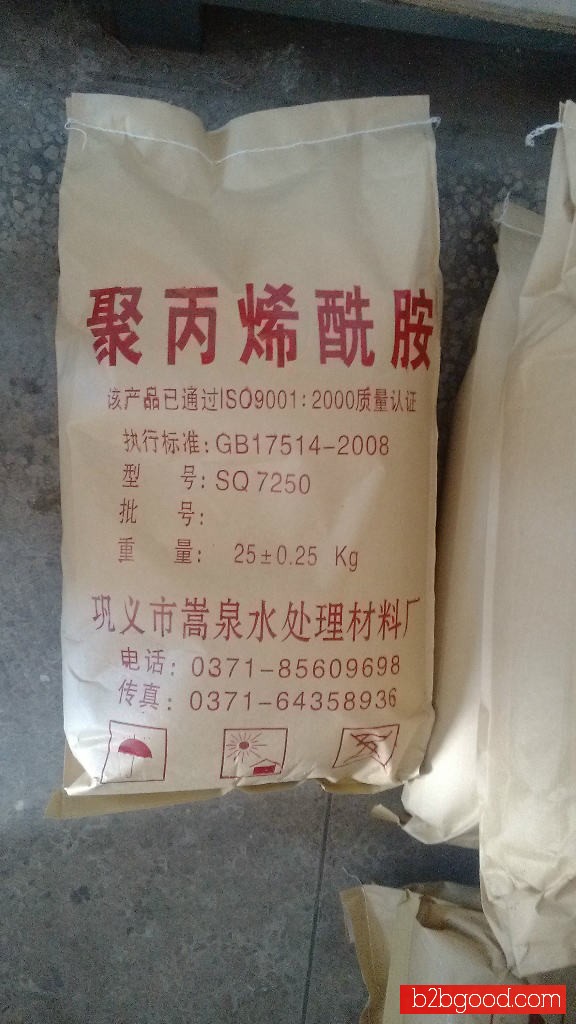 聚丙烯酰胺
该产品已通过ISO9001:2000质量认证
执行标准:GB17514-2008
型 号:SQ 7250
批 号:
重 量: 25±0.25 Kg
巩义市嵩泉水处理材料厂
电话: 0371-85609698
传真: 0371-64358936
b2bgood.com